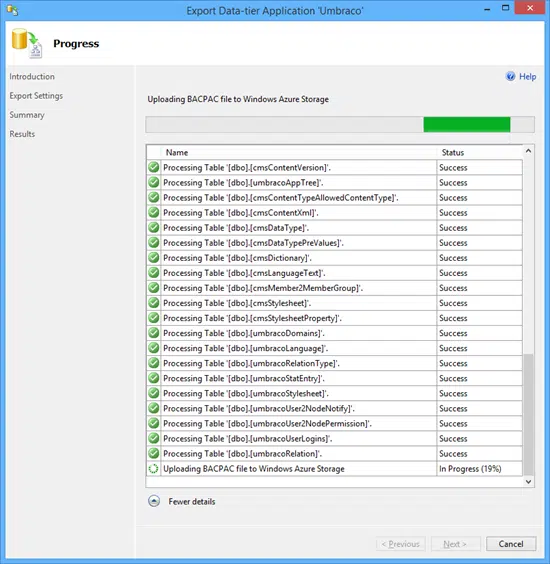 Export Data-tier Application 'Umbraco'
Progress
Introduction
Export Settings
Summary
Results
Help
Uploading BACPAC file to Windows Azure Storage
Name Status
Processing Table '[dbo].[cmsContentVersion]'. Success
Processing Table '[dbo].[umbracoAppTree]'. Success
Processing Table '[dbo].[cmsContentTypeAllowedContentType]'. Success
Processing Table '[dbo].[cmsContentXml]'. Success
Processing Table '[dbo].[cmsDataType]'. Success
Processing Table '[dbo].[cmsDataTypePreValues]'. Success
Processing Table '[dbo].[cmsDictionary]'. Success
Processing Table '[dbo].[cmsLanguageText]'. Success
Processing Table '[dbo].[cmsMember2MemberGroup]'. Success
Processing Table '[dbo].[cmsStylesheet]'. Success
Processing Table '[dbo].[cmsStylesheetProperty]'. Success
Processing Table '[dbo].[umbracoDomains]'. Success
Processing Table '[dbo].[umbracoLanguage]'. Success
Processing Table '[dbo].[umbracoRelationType]'. Success
Processing Table '[dbo].[umbracoStatEntry]'. Success
Processing Table '[dbo].[umbracoStylesheet]'. Success
Processing Table '[dbo].[umbracoUser2NodeNotify]'. Success
Processing Table '[dbo].[umbracoUser2NodePermission]'. Success
Processing Table '[dbo].[umbracoUserLogins]'. Success
Processing Table '[dbo].[umbracoRelation]'. Success
Uploading BACPAC file to Windows Azure Storage In Progress (19%)
Fewer details
< Previous Next > Cancel